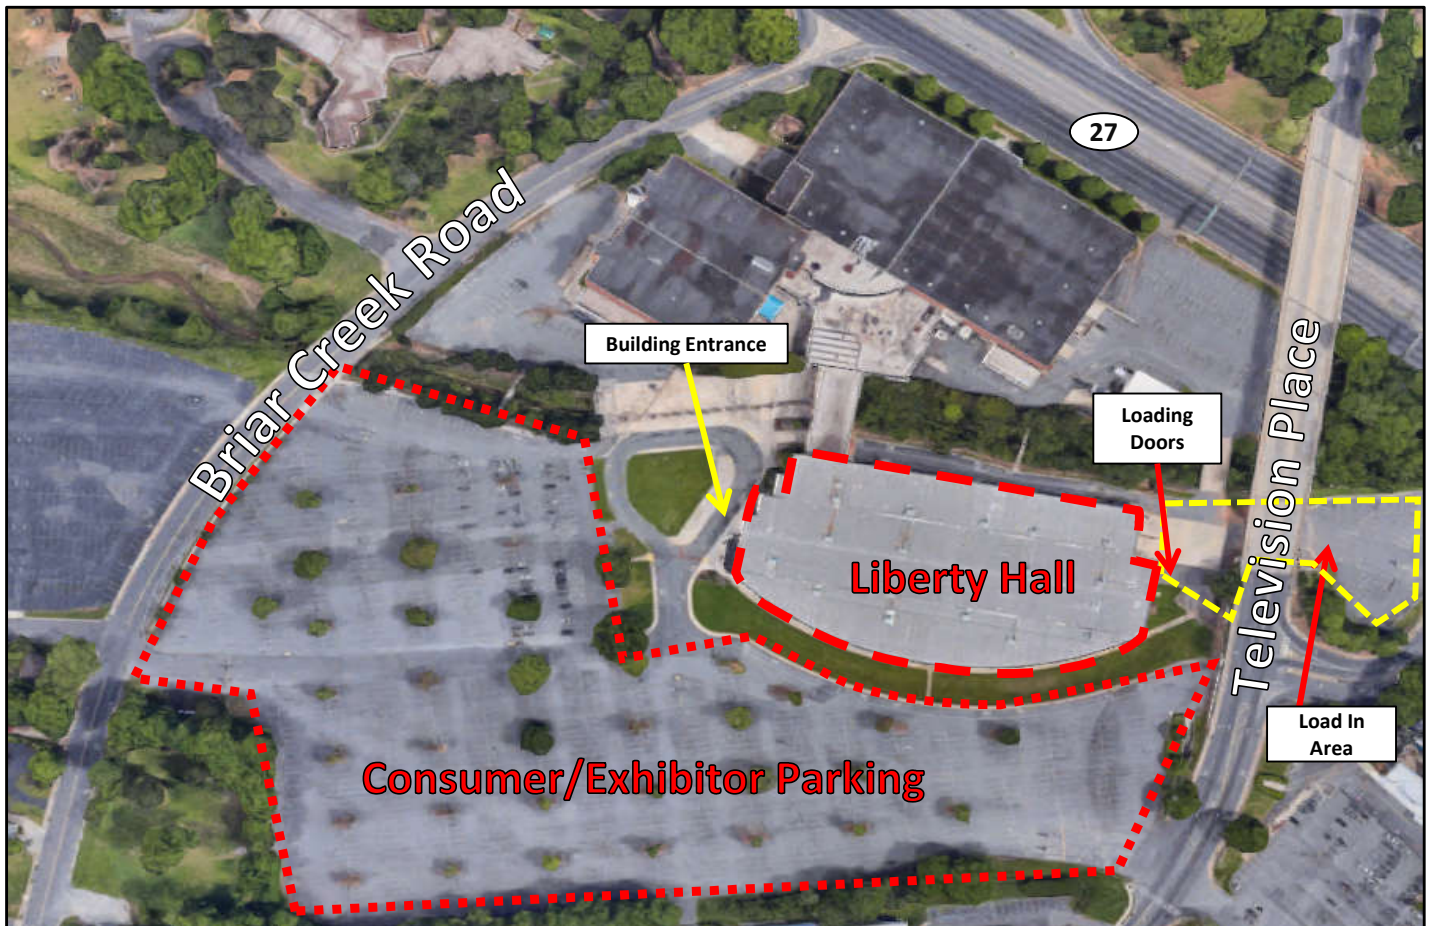 27
Briar Creek Road
Building Entrance
Loading
Doors
Television Place
Liberty Hall
Load In
Area
Consumer/Exhibitor Parking